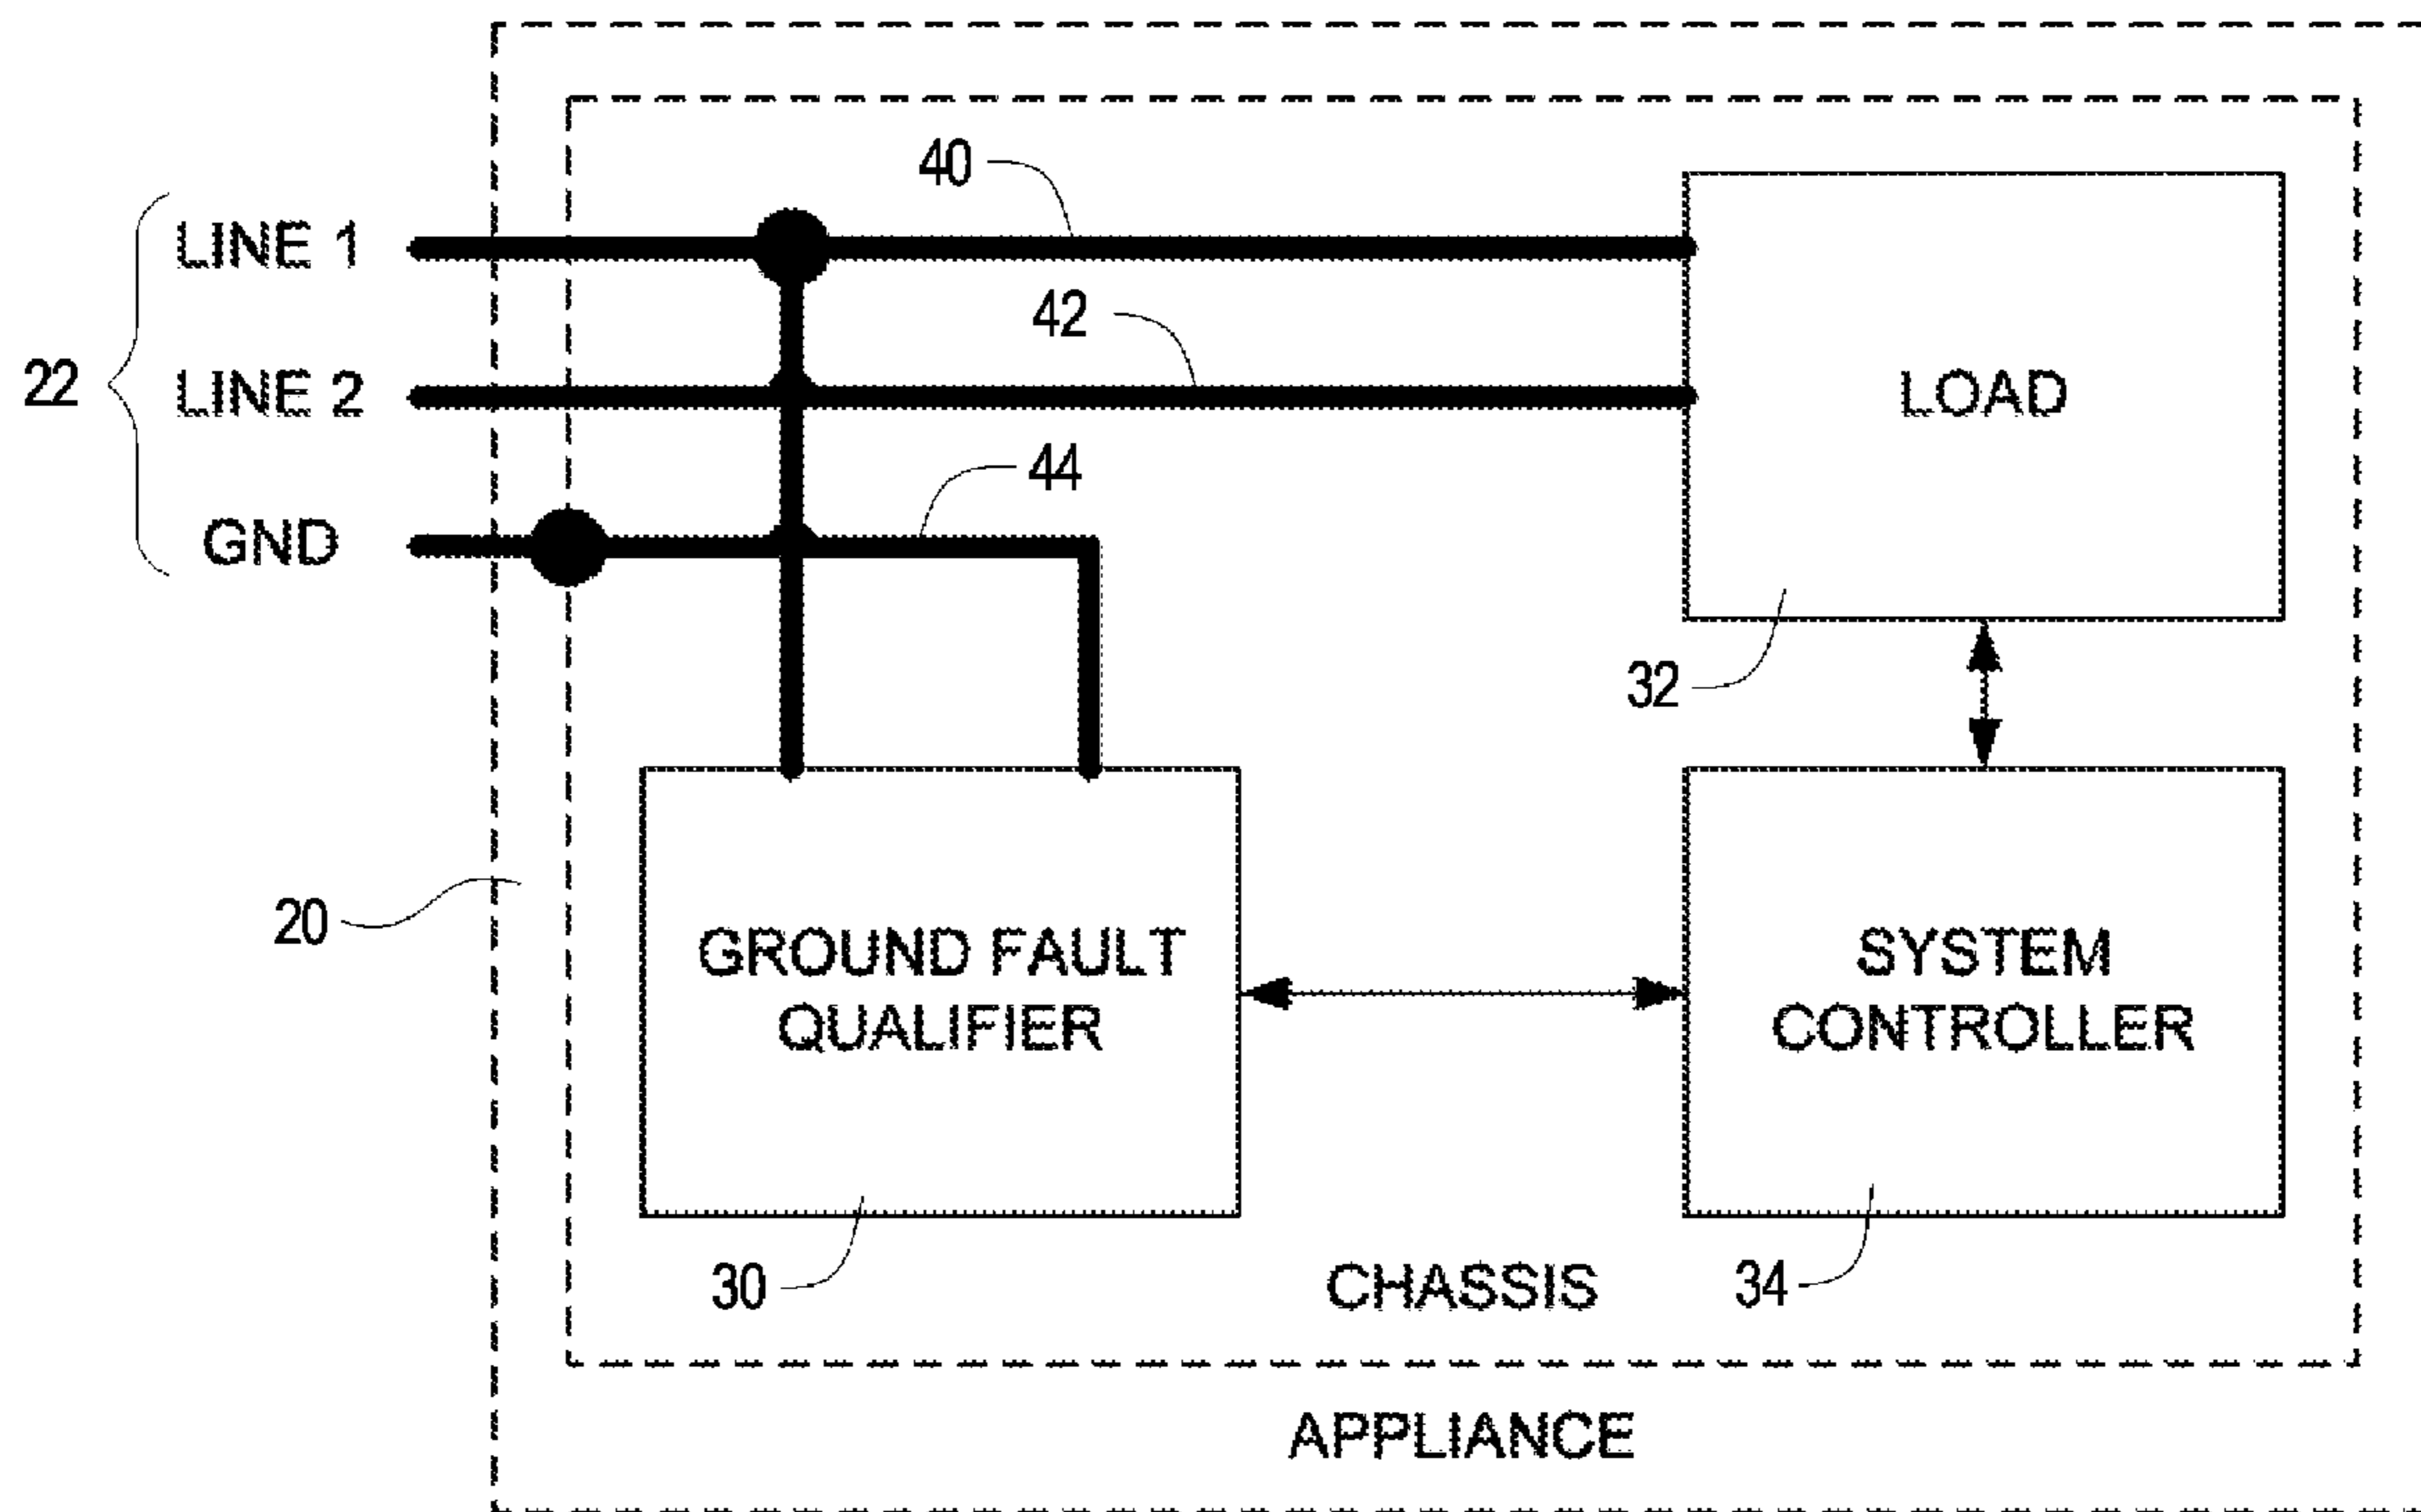 40
LINE 1
42
22
LINE 2
LOAD
44
GND
32
20
GROUND FAULT
QUALIFIER
SYSTEM
CONTROLLER
30
CHASSIS
34
APPLIANCE